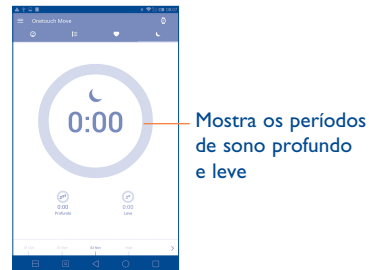 Onetouch Move
0:00
0:00
Profundo
0:00
Leve
Mostra os períodos
de sono profundo
e leve